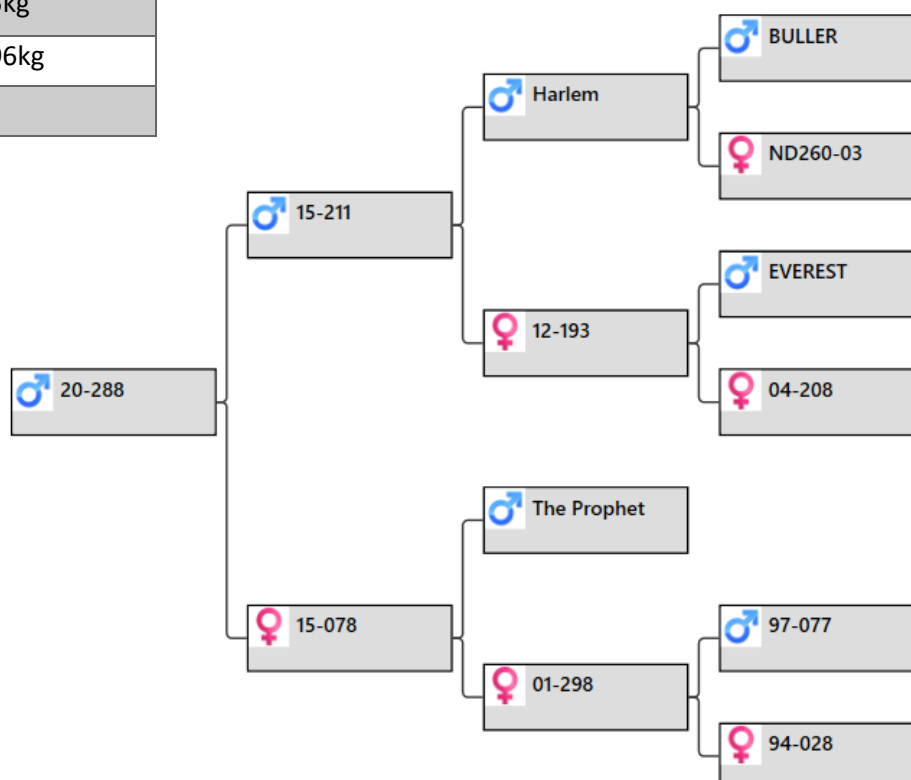 kg
6kg
BULLER
Harlem
ND260-03
15-211
EVEREST
12-193
20-288
04-208
The Prophet
15-078
97-077
01-298
94-028